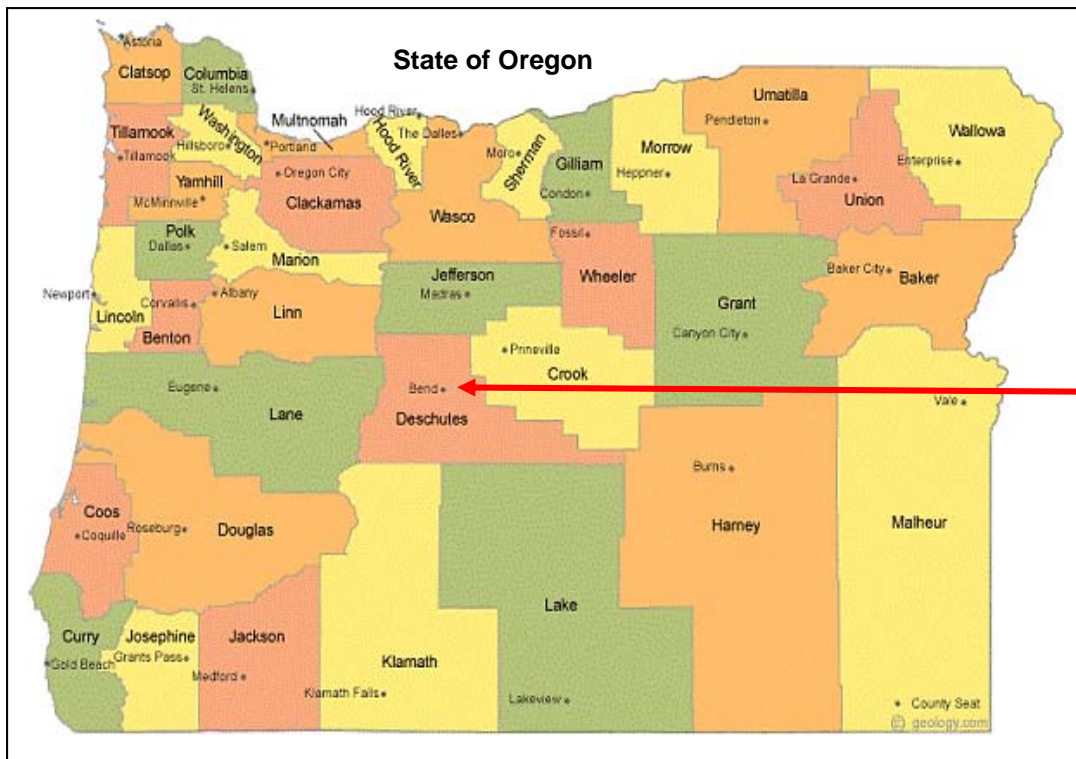 State of Oregon
Astoria
Clatsop
Columbia
St. Helens
Tillamook
Tillamook
Washington
Hillsboro
Multnomah
Portland
Hood River
Hood River
The Dalles
Oregon City
Clackamas
Yamhill
McMinnville
Wasco
Moro
Sherman
Gilliam
Condon
Morrow
Heppner
Umatilla
Pendleton
Wallowa
Enterprise
La Grande
Union
Polk
Dallas
Salem
Marion
Jefferson
Madras
Fossil
Wheeler
Grant
Canyon City
Baker City
Baker
Newport
Lincoln
Corvallis
Benton
Albany
Linn
Prineville
Crook
Eugene
Lane
Bend
Deschutes
Vale
Burns
Harney
Malheur
Coos
Coquille
Roseburg
Douglas
Lake
Curry
Gold Beach
Josephine
Grants Pass
Jackson
Medford
Klamath
Klamath Falls
Lakeview
County Seat
© geology.com